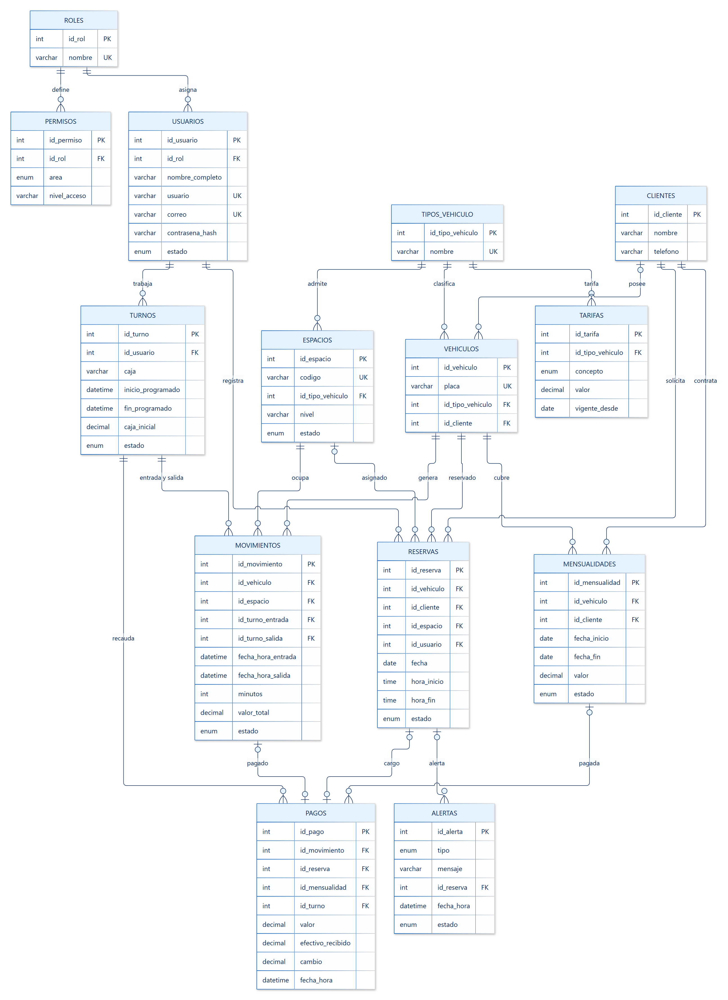 ROLES
int id_rol PK
varchar nombre UK
define
asigna
PERMISOS
int id_permiso PK
int id_rol FK
enum area
varchar nivel_acceso
USUARIOS
int id_usuario PK
int id_rol FK
varchar nombre_completo
varchar usuario UK
varchar correo UK
varchar contrasena_hash
enum estado
TIPOS_VEHICULO
int id_tipo_vehiculo PK
varchar nombre UK
CLIENTES
int id_cliente PK
varchar nombre
varchar telefono
trabaja
admite
clasifica
tarifa
posee
TURNOS
int id_turno PK
int id_usuario FK
varchar caja
datetime inicio_programado
datetime fin_programado
decimal caja_inicial
enum estado
registra
ESPACIOS
int id_espacio PK
varchar codigo UK
int id_tipo_vehiculo FK
varchar nivel
enum estado
VEHICULOS
int id_vehiculo PK
varchar placa UK
int id_tipo_vehiculo FK
int id_cliente FK
TARIFAS
int id_tarifa PK
int id_tipo_vehiculo FK
enum concepto
decimal valor
date vigente_desde
solicita
contrata
entrada y salida
ocupa
asignado
genera
reservado
cubre
recauda
MOVIMIENTOS
int id_movimiento PK
int id_vehiculo FK
int id_espacio FK
int id_turno_entrada FK
int id_turno_salida FK
datetime fecha_hora_entrada
datetime fecha_hora_salida
int minutos
decimal valor_total
enum estado
RESERVAS
int id_reserva PK
int id_vehiculo FK
int id_cliente FK
int id_espacio FK
int id_usuario FK
date fecha
time hora_inicio
time hora_fin
enum estado
MENSUALIDADES
int id_mensualidad PK
int id_vehiculo FK
int id_cliente FK
date fecha_inicio
date fecha_fin
decimal valor
enum estado
pagado
cargo
alerta
pagada
PAGOS
int id_pago PK
int id_movimiento FK
int id_reserva FK
int id_mensualidad FK
int id_turno FK
decimal valor
decimal efectivo_recibido
decimal cambio
datetime fecha_hora
ALERTAS
int id_alerta PK
enum tipo
varchar mensaje
int id_reserva FK
datetime fecha_hora
enum estado